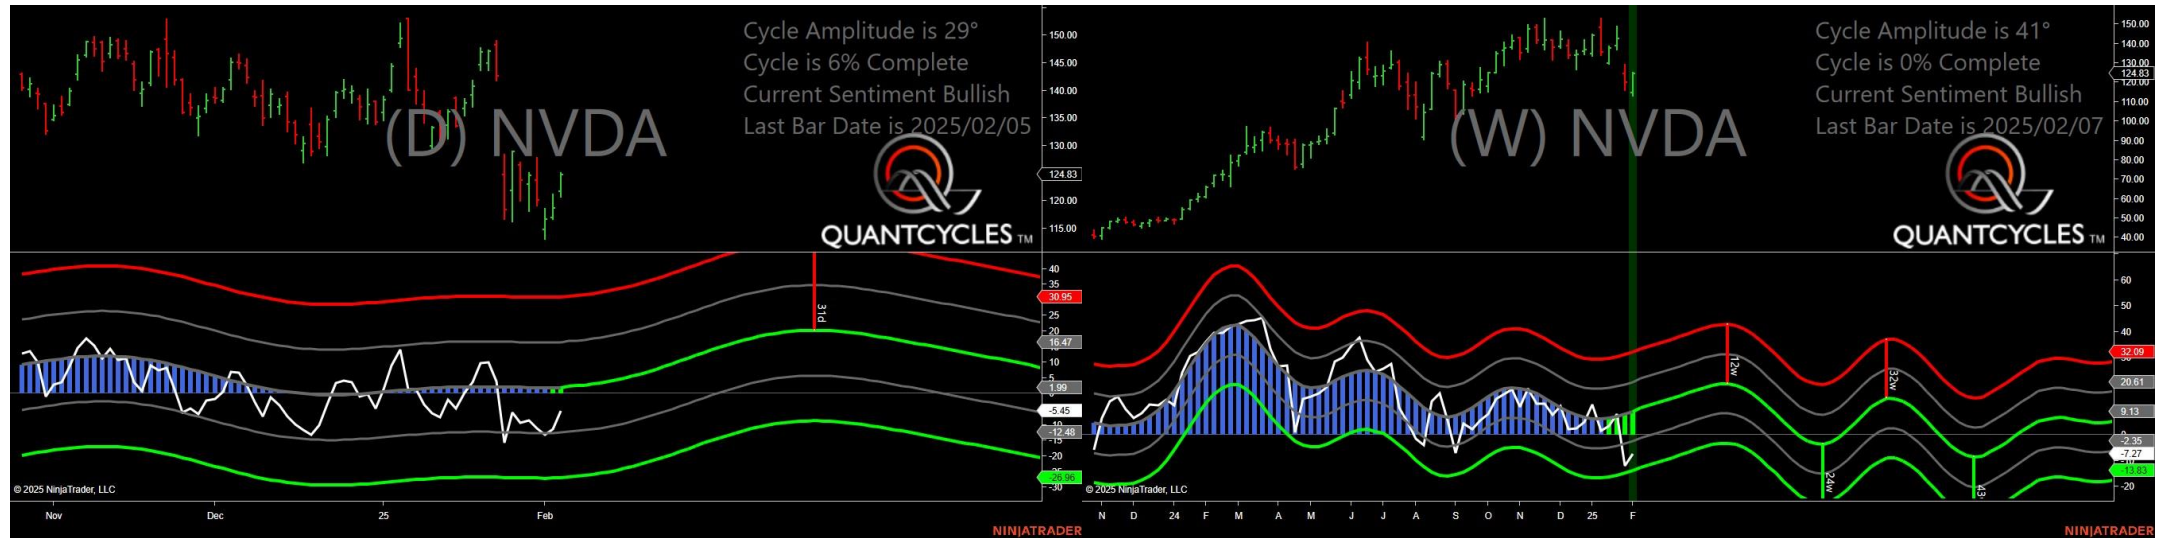 Cycle Amplitude is 29°
Cycle is 6% Complete
Current Sentiment Bullish
Last Bar Date is 2025/02/05
(D) NVDA
QUANTCYCLES TM
150.00
145.00
140.00
135.00
130.00
124.83
120.00
115.00
40
35
30.95
25
20
16.47
10
5
1.99
-5.45
-12.48
-15
-20
-26.96
-30
31d
© 2025 NinjaTrader, LLC
Nov
Dec
25
Feb
NINJATRADER
Cycle Amplitude is 41°
Cycle is 0% Complete
Current Sentiment Bullish
Last Bar Date is 2025/02/07
(W) NVDA
QUANTCYCLES TM
150.00
140.00
130.00
124.83
110.00
100.00
90.00
80.00
70.00
60.00
50.00
40.00
60
50
40
32.09
20.61
9.13
-2.35
-7.27
-13.83
-20
12w
24w
32w
© 2025 NinjaTrader, LLC
N D 24 F M A M J J A S O N D 25 F
NINJATRADER